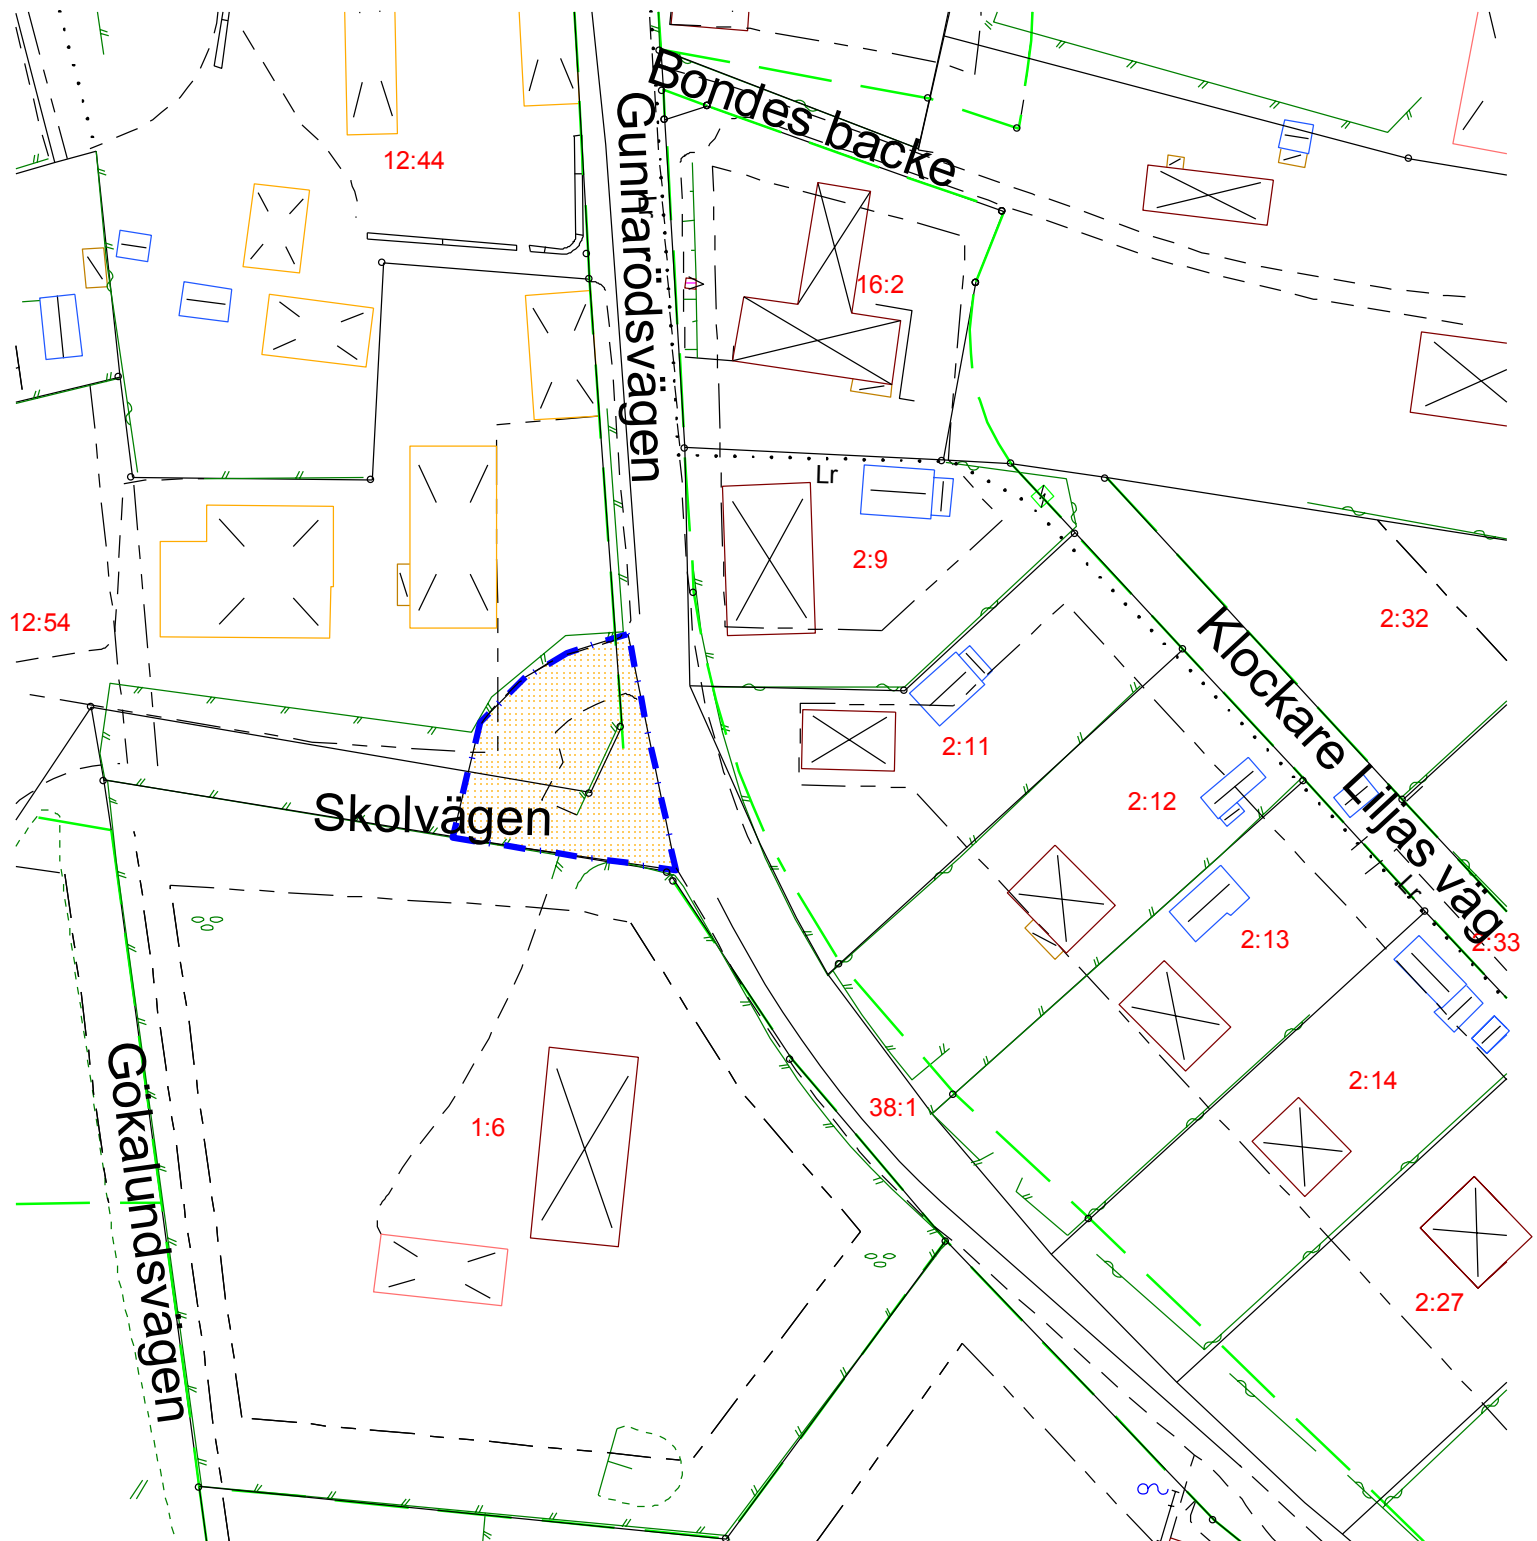 Bondes backe
Gunnarödsvägen
12:44
16:2
Lr
2:9
12:54
2:32
Klockare Liljas väg
2:11
2:12
Skolvägen
Lr
2:13
2:33
2:14
38:1
1:6
Gökalundsvägen
2:27